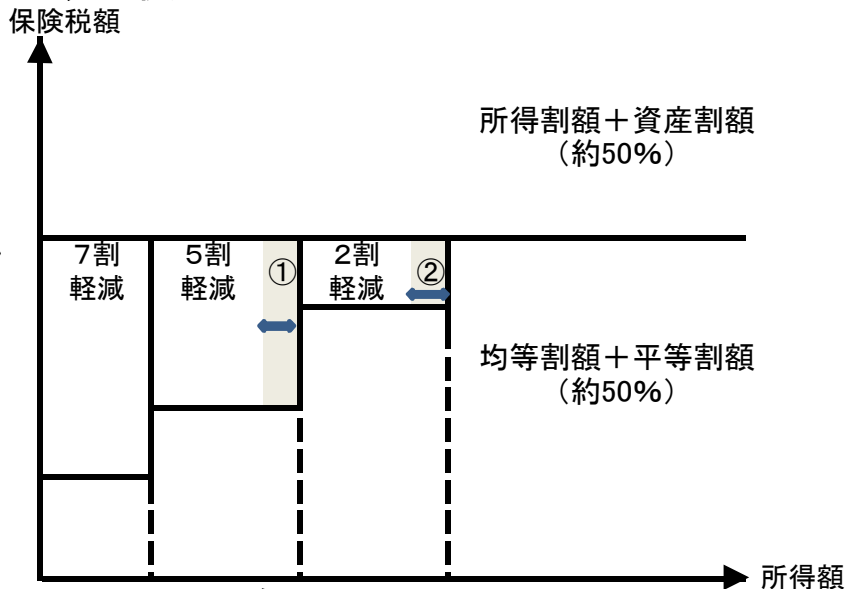 保険税額
所得割額+資産割額
(約50%)
7割
軽減
5割
軽減
①
2割
軽減
②
均等割額+平等割額
(約50%)
所得額